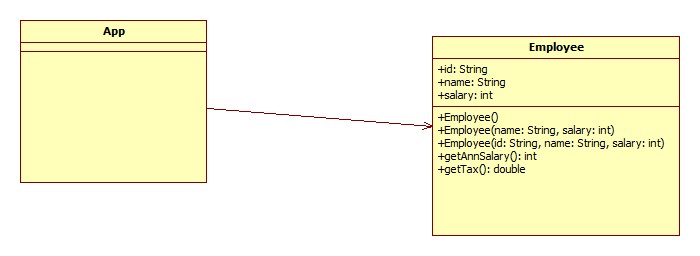 App
Employee
+id: String
+name: String
+salary: int
+Employee()
+Employee(name: String, salary: int)
+Employee(id: String, name: String, salary: int)
+getAnnSalary(): int
+getTax(): double